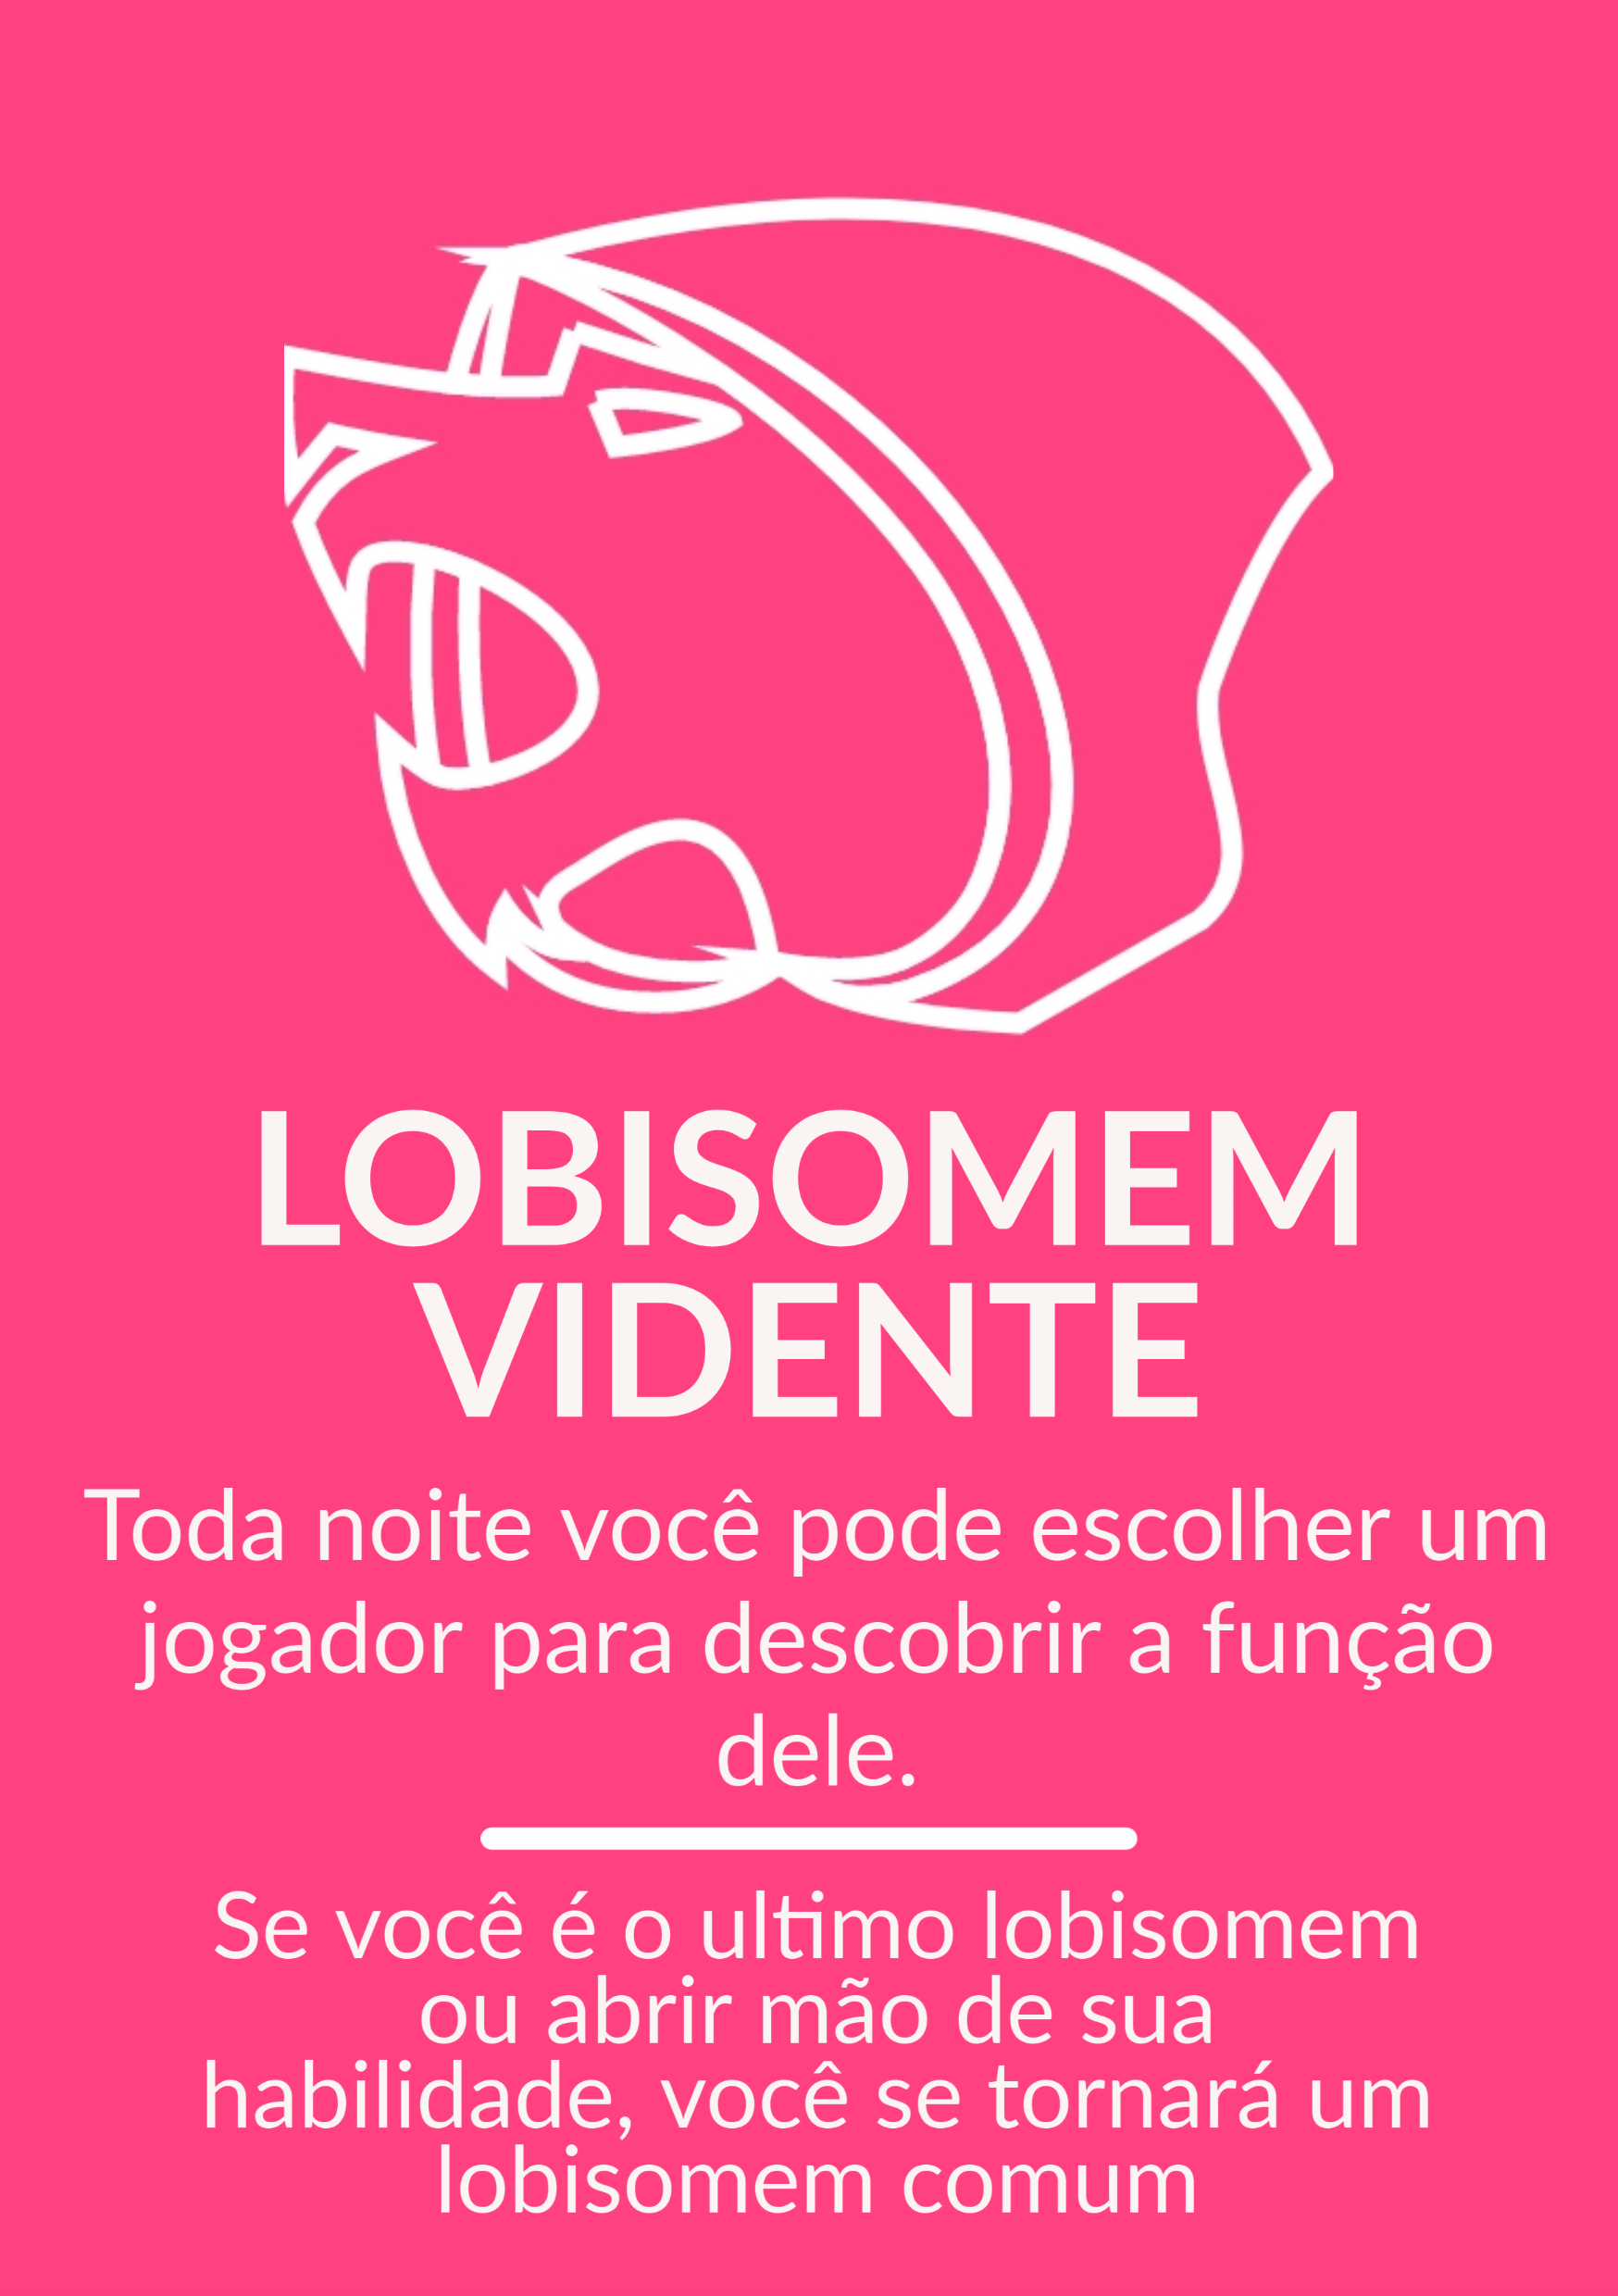 LOBISOMEM
VIDENTE
Toda noite você pode escolher um
jogador para descobrir a função
dele.
Se você é o ultimo lobisomem
ou abrir mão de sua
habilidade, você se tornará um
lobisomem comum